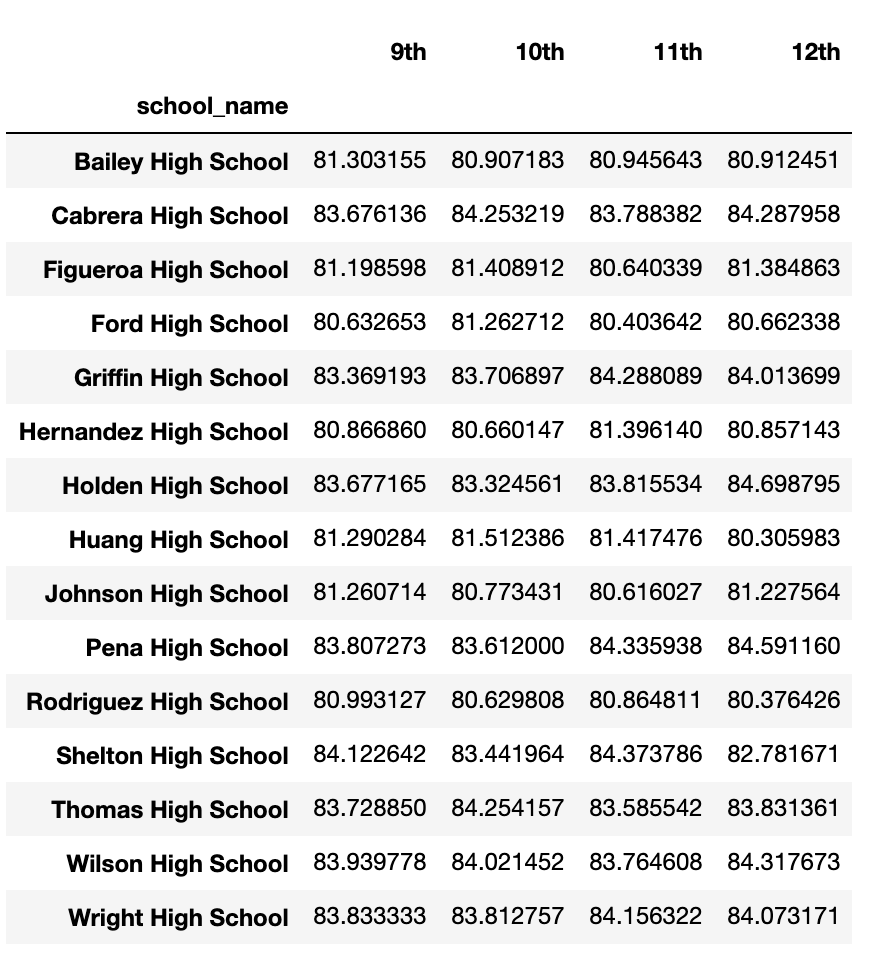 9th 10th 11th 12th
school_name
Bailey High School 81.303155 80.907183 80.945643 80.912451
Cabrera High School 83.676136 84.253219 83.788382 84.287958
Figueroa High School 81.198598 81.408912 80.640339 81.384863
Ford High School 80.632653 81.262712 80.403642 80.662338
Griffin High School 83.369193 83.706897 84.288089 84.013699
Hernandez High School 80.866860 80.660147 81.396140 80.857143
Holden High School 83.677165 83.324561 83.815534 84.698795
Huang High School 81.290284 81.512386 81.417476 80.305983
Johnson High School 81.260714 80.773431 80.616027 81.227564
Pena High School 83.807273 83.612000 84.335938 84.591160
Rodriguez High School 80.993127 80.629808 80.864811 80.376426
Shelton High School 84.122642 83.441964 84.373786 82.781671
Thomas High School 83.728850 84.254157 83.585542 83.831361
Wilson High School 83.939778 84.021452 83.764608 84.317673
Wright High School 83.833333 83.812757 84.156322 84.073171